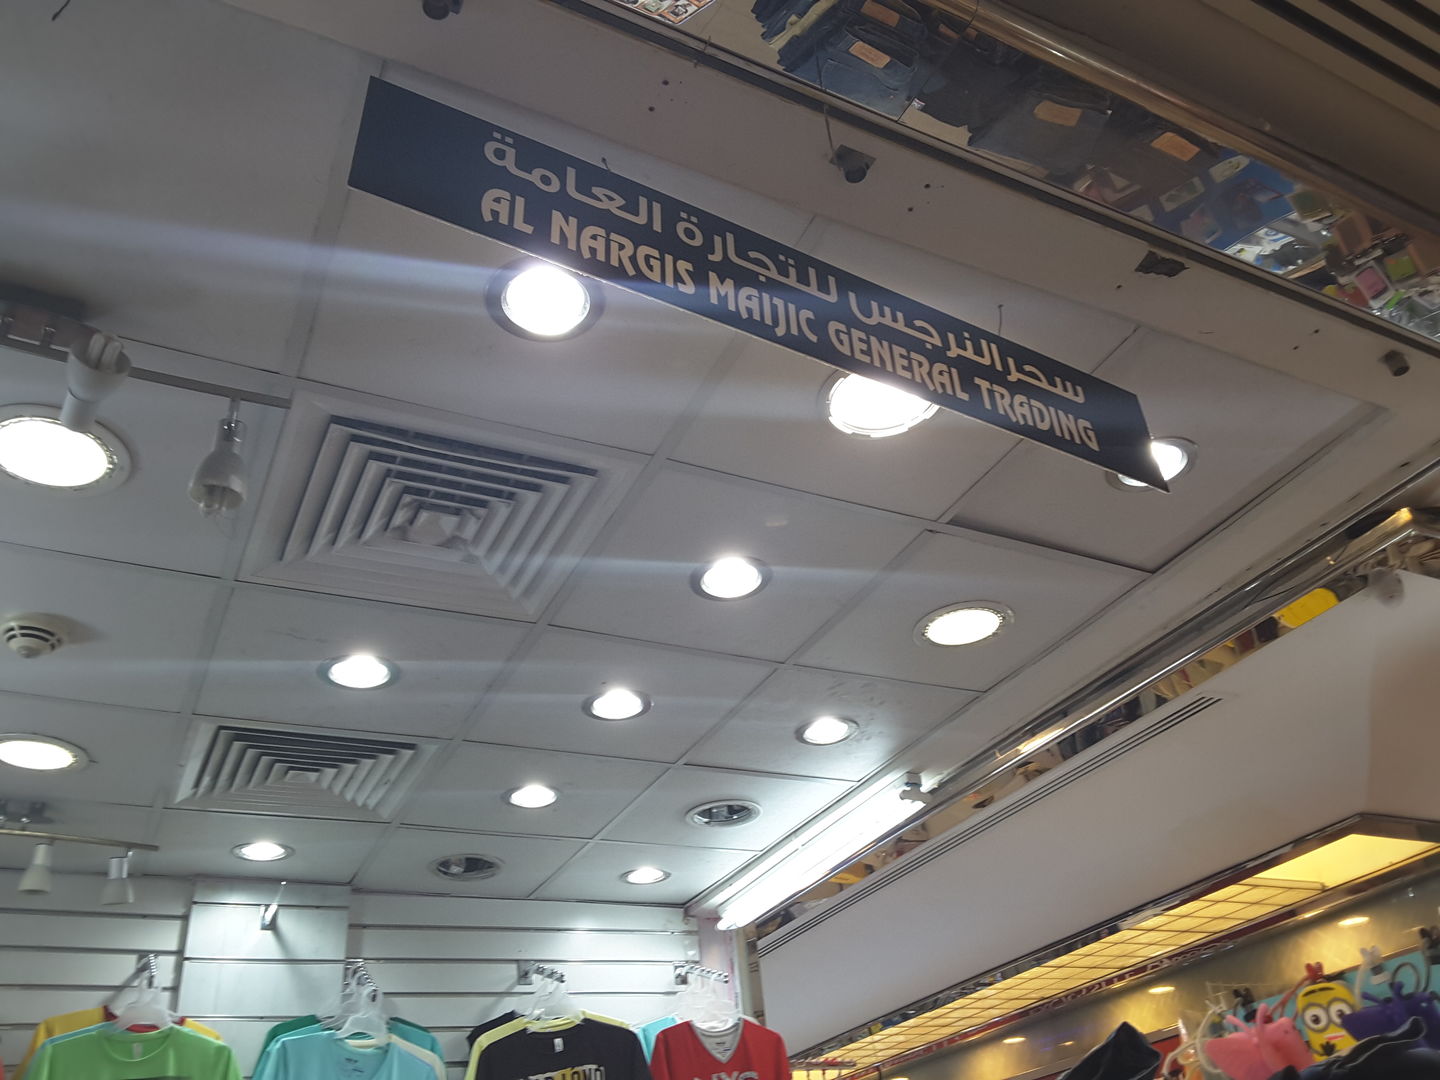 سحر النرجس للتجارة العامة
AL NARGIS MAIJIC GENERAL TRADING